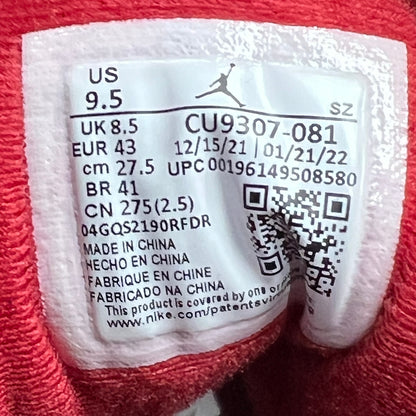 US
9.5
SZ
UK 8.5
CU9307-081
EUR 43
12/15/21 | 01/21/22
cm 27.5
UPC 00196149508580
BR 41
CN 275(2.5)
04GQS2190RFDR
MADE IN CHINA
HECHO EN CHINA
FABRIQUE EN CHINE
FABRICADO NA CHINA
This product is covered by one or
www.nike.com/patents